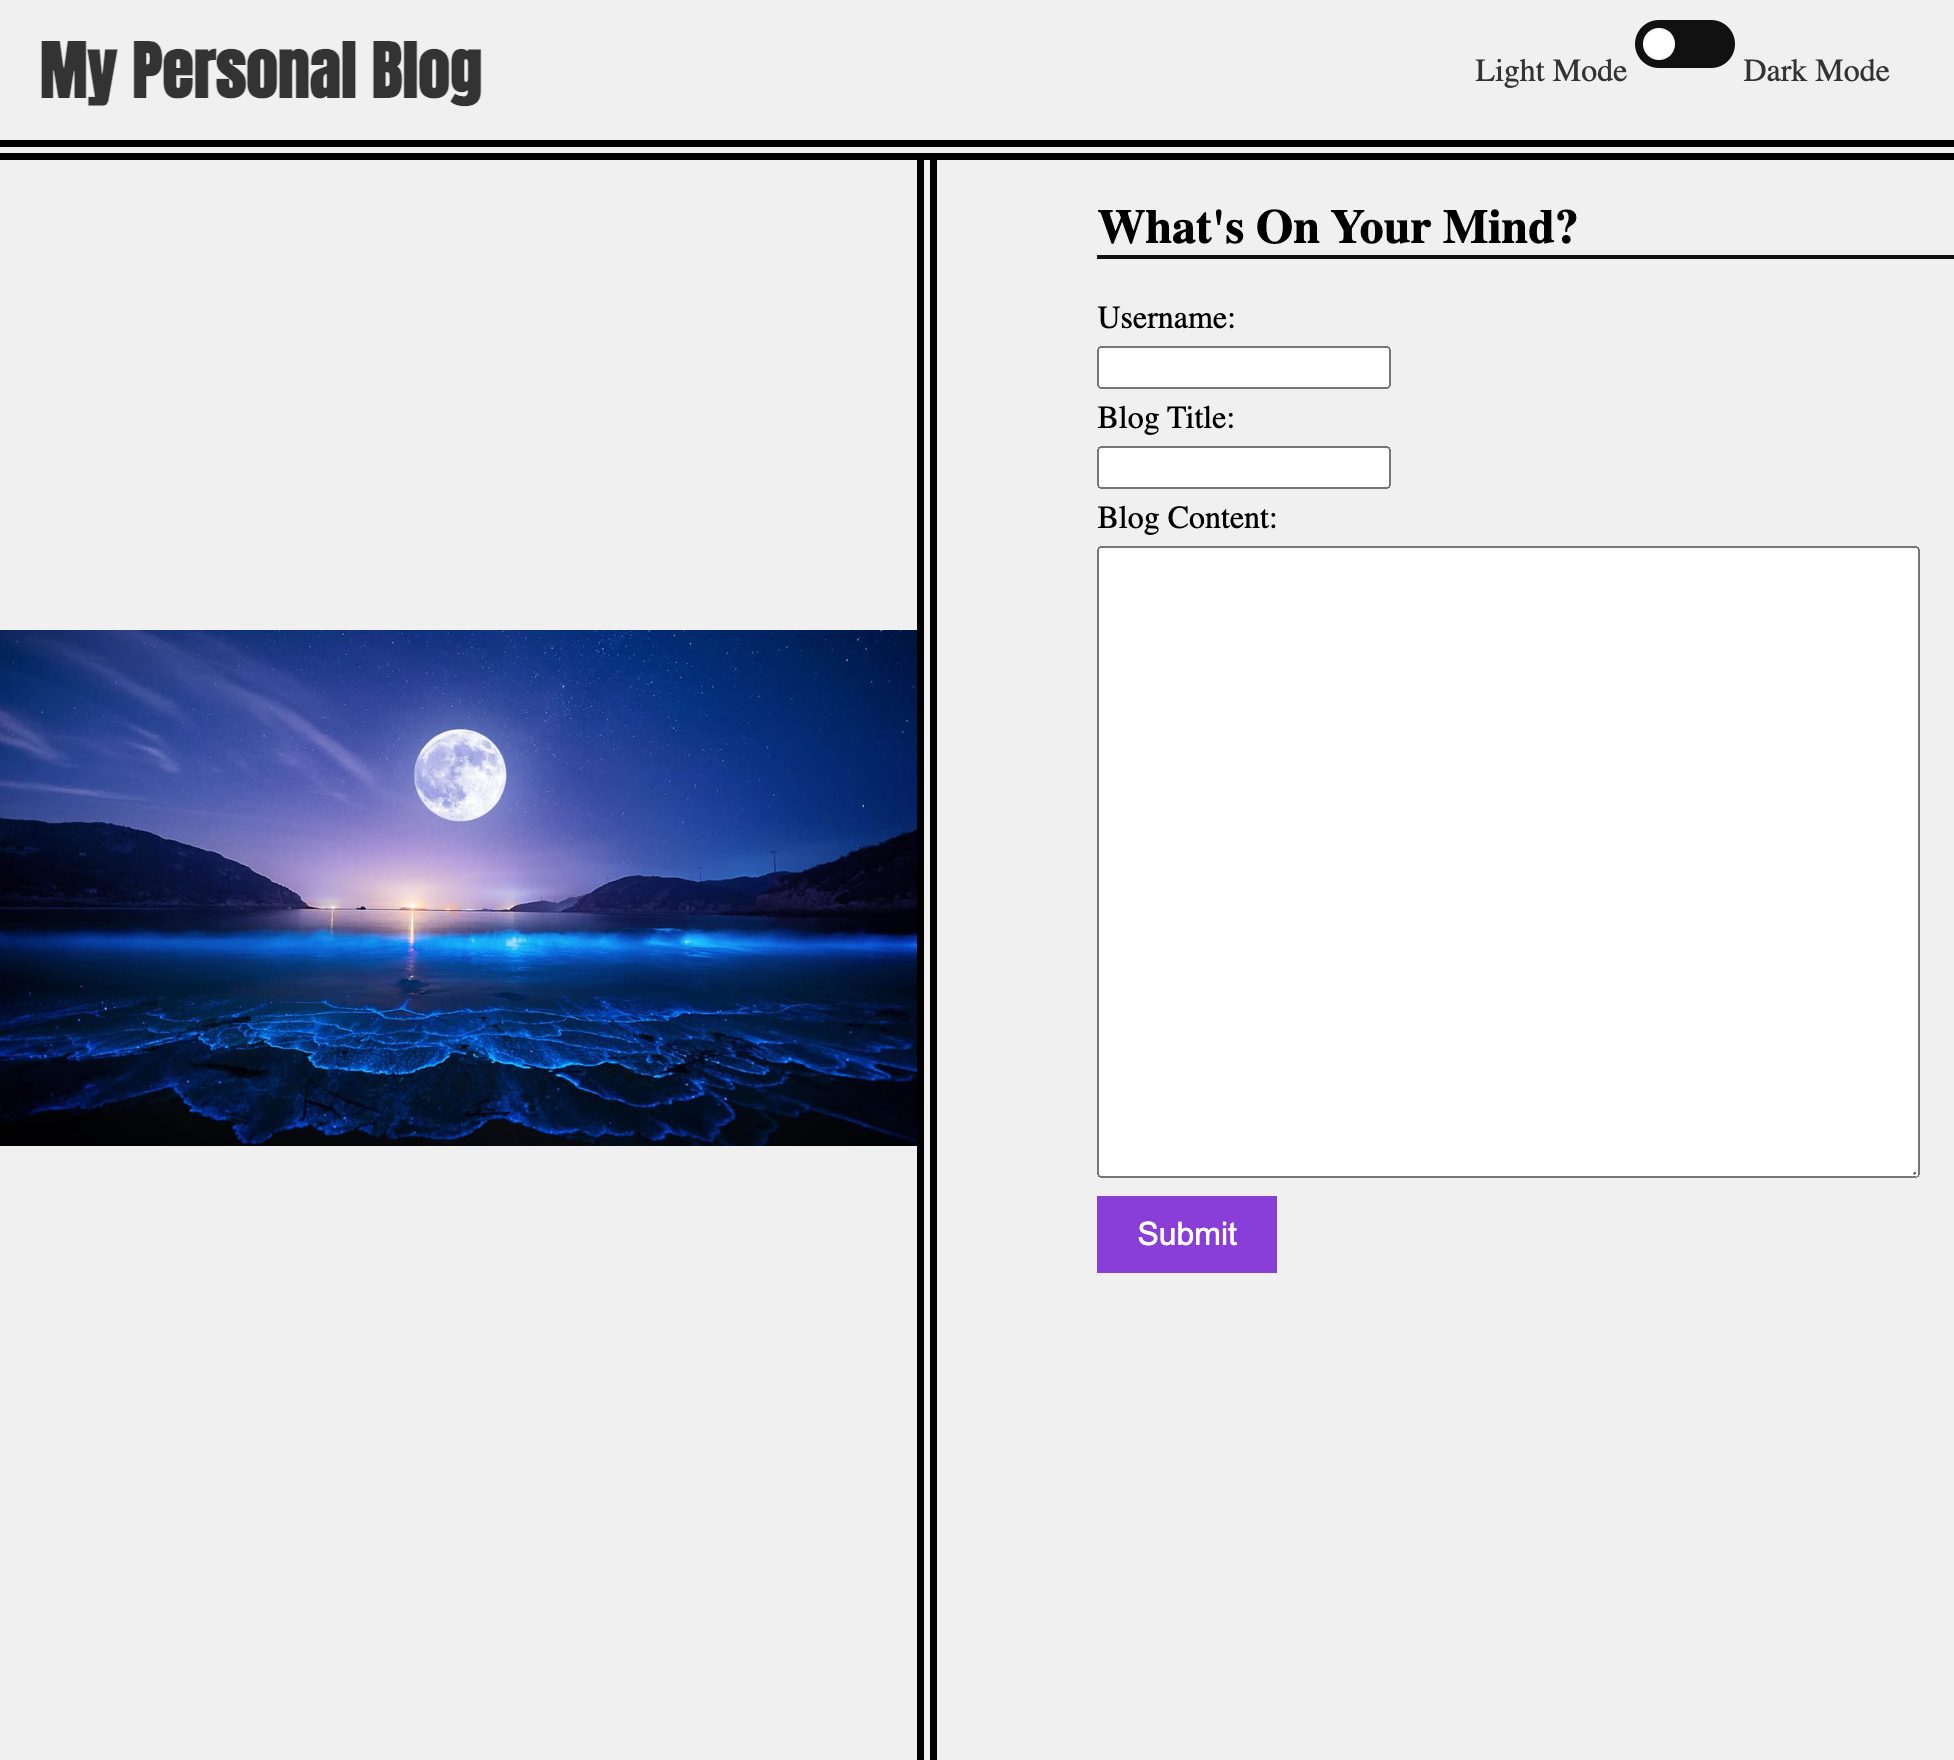 My Personal Blog
Light Mode Dark Mode
What's On Your Mind?
Username:
Blog Title:
Blog Content:
Submit